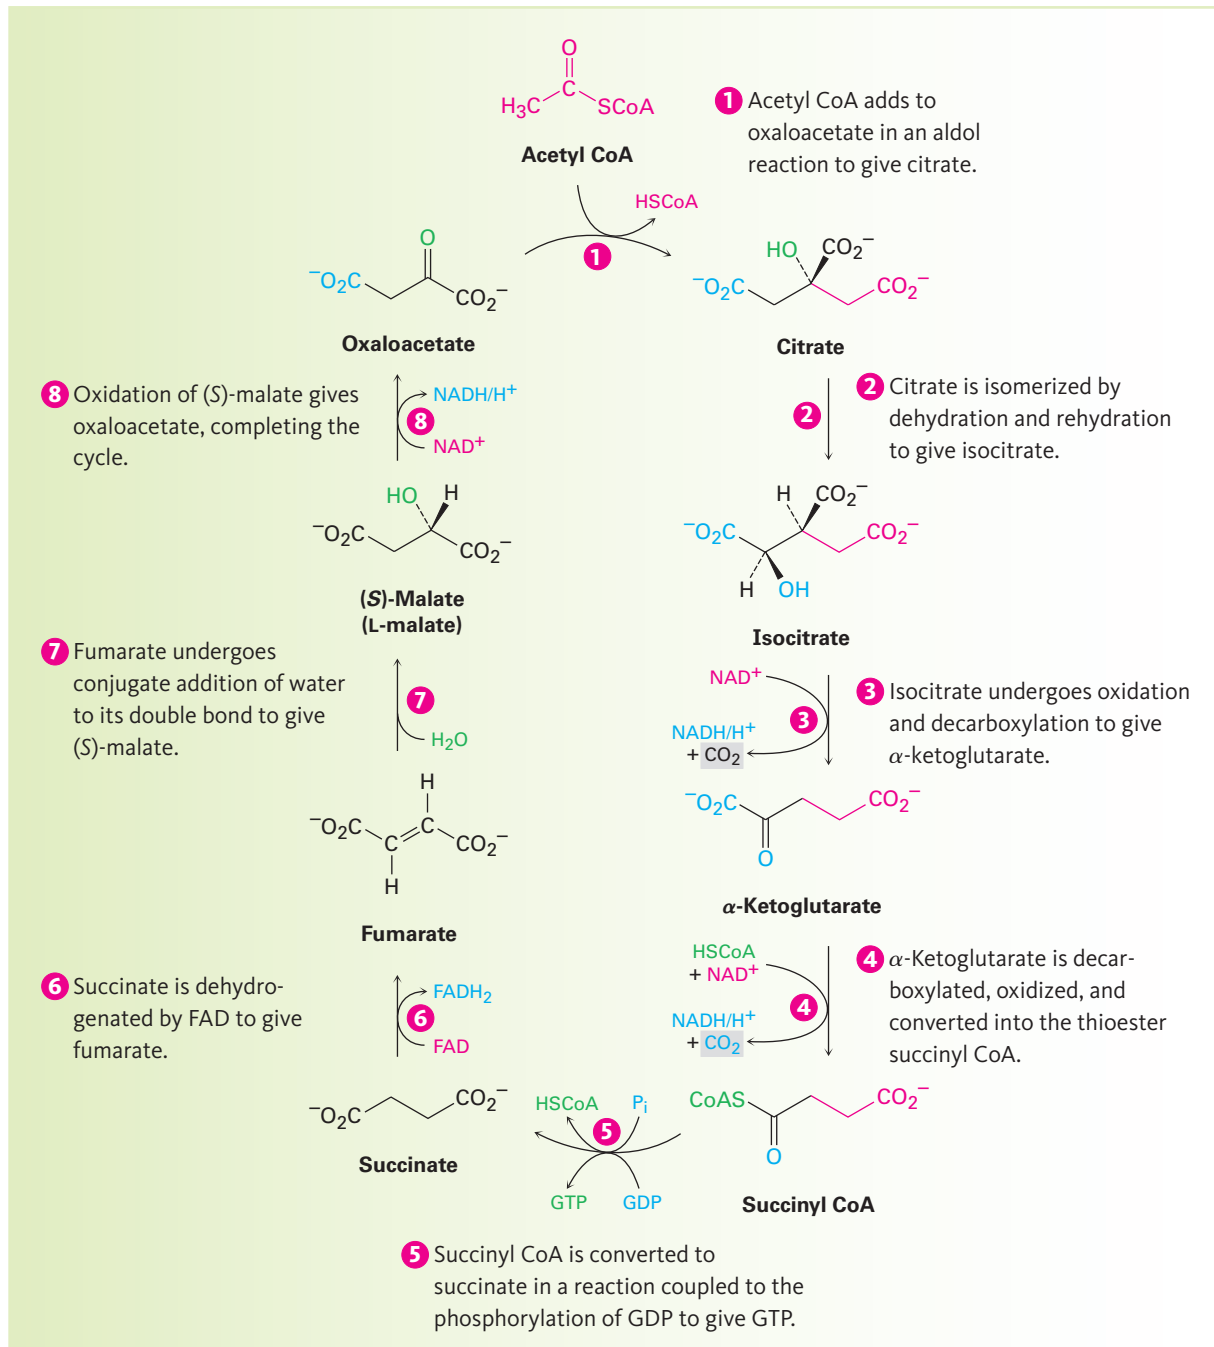 O
C
H3C
SCoA
Acetyl CoA
1 Acetyl CoA adds to
oxaloacetate in an aldol
reaction to give citrate.
HSCoA
1
O
−O2C
CO2−
Oxaloacetate
HO
CO2−
−O2C
CO2−
Citrate
8 Oxidation of (S)-malate gives
oxaloacetate, completing the
cycle.
NADH/H+
8
NAD+
2
2 Citrate is isomerized by
dehydration and rehydration
to give isocitrate.
HO
H
−O2C
CO2−
(S)-Malate
(L-malate)
H
CO2−
−O2C
CO2−
H
OH
Isocitrate
7 Fumarate undergoes
conjugate addition of water
to its double bond to give
(S)-malate.
7
H2O
NAD+
3
NADH/H+
+ CO2
3 Isocitrate undergoes oxidation
and decarboxylation to give
α-ketoglutarate.
H
−O2C
C
C
CO2−
H
Fumarate
−O2C
CO2−
O
α-Ketoglutarate
6 Succinate is dehydro-
genated by FAD to give
fumarate.
FADH2
6
FAD
HSCoA
+ NAD+
4
NADH/H+
+ CO2
4 α-Ketoglutarate is decar-
boxylated, oxidized, and
converted into the thioester
succinyl CoA.
−O2C
CO2−
Succinate
HSCoA
Pi
5
GTP
GDP
CoAS
CO2−
O
Succinyl CoA
5 Succinyl CoA is converted to
succinate in a reaction coupled to the
phosphorylation of GDP to give GTP.